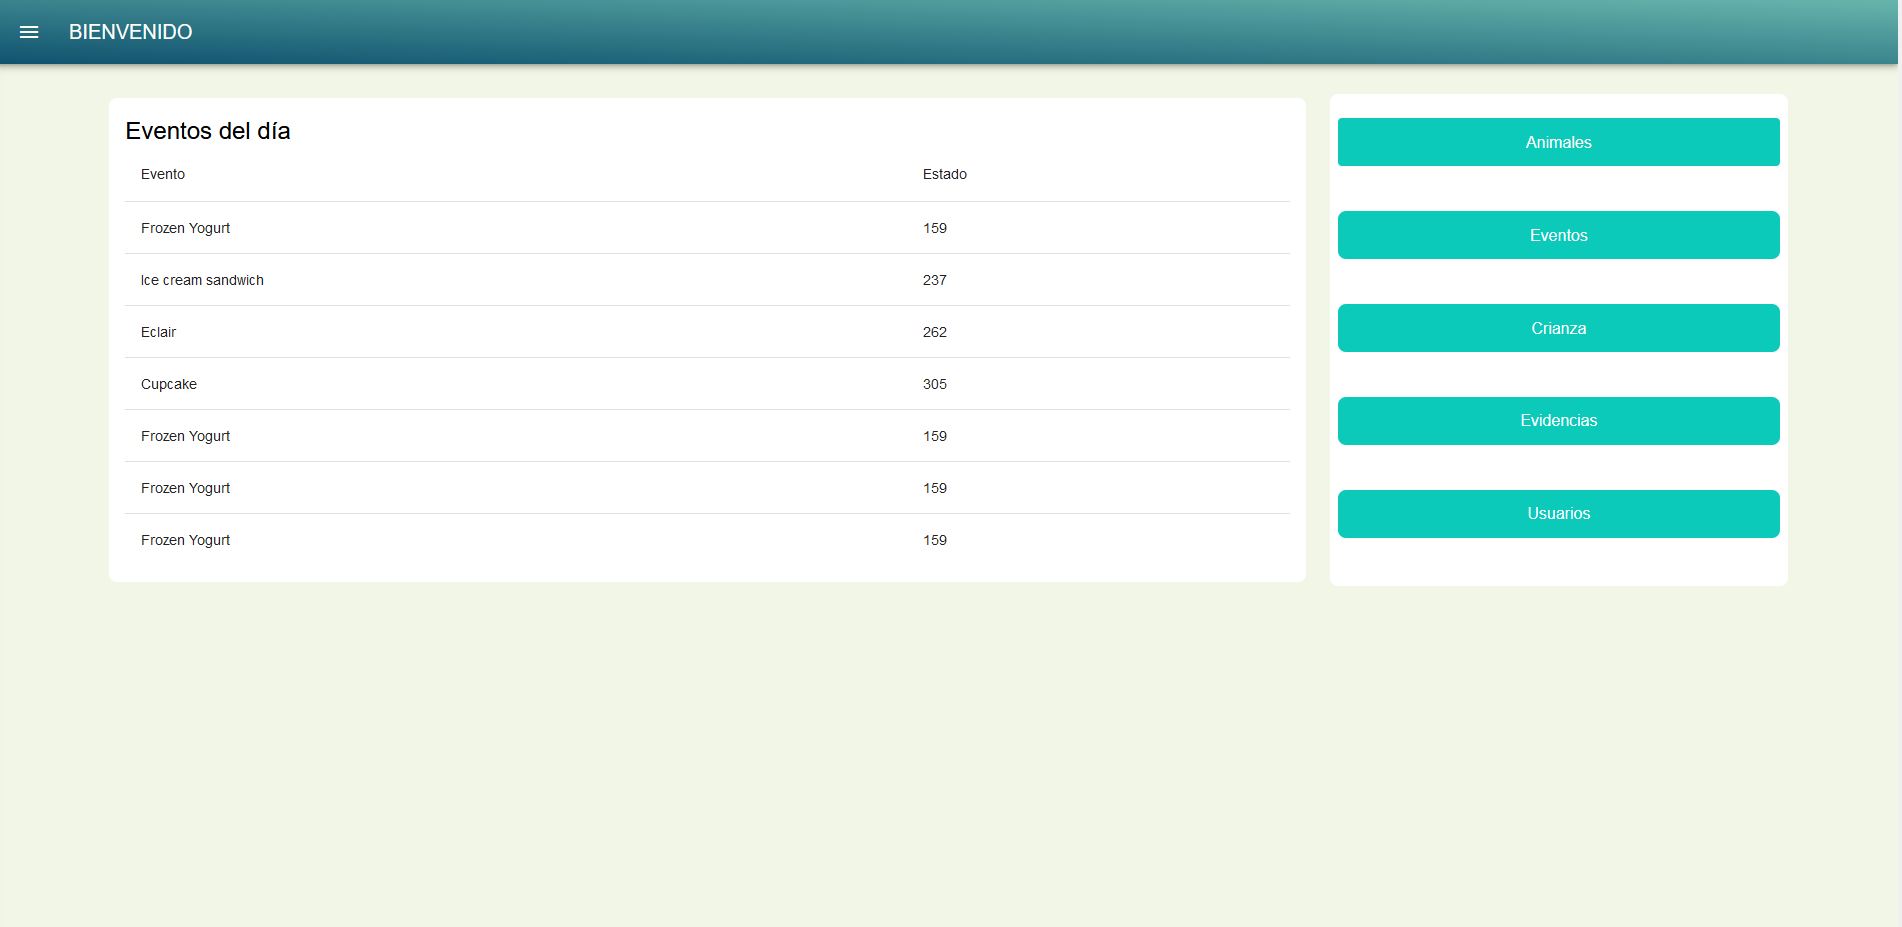 BIENVENIDO
Eventos del día
Evento Estado
Frozen Yogurt 159
Ice cream sandwich 237
Eclair 262
Cupcake 305
Frozen Yogurt 159
Frozen Yogurt 159
Frozen Yogurt 159
Animales
Eventos
Crianza
Evidencias
Usuarios